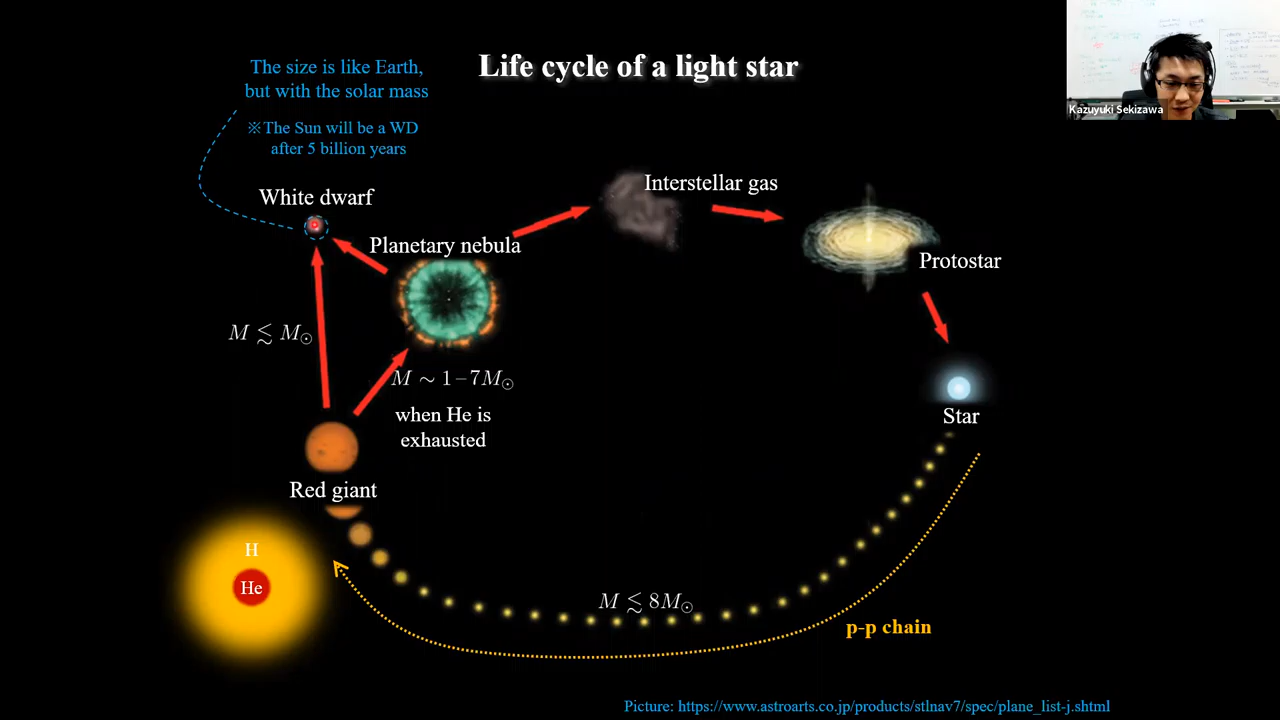 Life cycle of a light star
The size is like Earth,
but with the solar mass
※The Sun will be a WD
after 5 billion years
White dwarf
Planetary nebula
Interstellar gas
Protostar
Star
M ≲ M☉
M ∼ 1–7M☉
when He is
exhausted
Red giant
H
He
M ≲ 8M☉
p-p chain
Picture: https://www.astroarts.co.jp/products/stlnav7/spec/plane_list-j.shtml
Kazuyuki Sekizawa